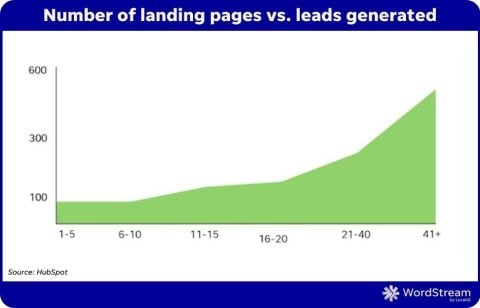 Number of landing pages vs. leads generated
600
300
100
1-5 6-10 11-15 16-20 21-40 41+
Source: HubSpot
WordStream
by LocaliQ